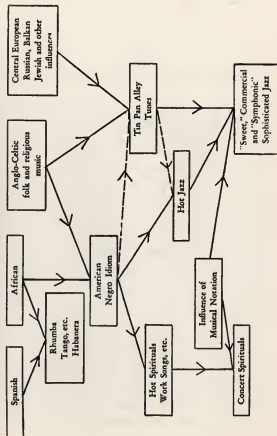 Spanish
African
Anglo-Celtic
folk and religious
music
Central European
Russian, Balkan
Jewish and other
influences
Rhumba
Tango, etc.
Habanera
American
Negro Idiom
Tin Pan Alley
Tunes
Hot Spirituals
Work Songs, etc.
Hot Jazz
Influence of
Musical Notation
Concert Spirituals
"Sweet," Commercial
and "Symphonic"
Sophisticated Jazz